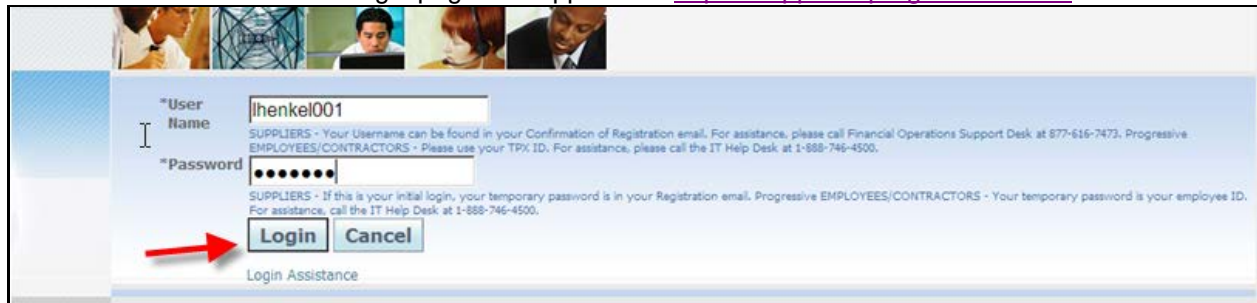 *User
Name
lhenkel001
SUPPLIERS - Your Username can be found in your Confirmation of Registration email. For assistance, please call Financial Operations Support Desk at 877-616-7473. Progressive
EMPLOYEES/CONTRACTORS - Please use your TPX ID. For assistance, please call the IT Help Desk at 1-888-746-4500.
*Password
SUPPLIERS - If this is your initial login, your temporary password is in your Registration email. Progressive EMPLOYEES/CONTRACTORS - Your temporary password is your employee ID.
For assistance, call the IT Help Desk at 1-888-746-4500.
Login Cancel
Login Assistance